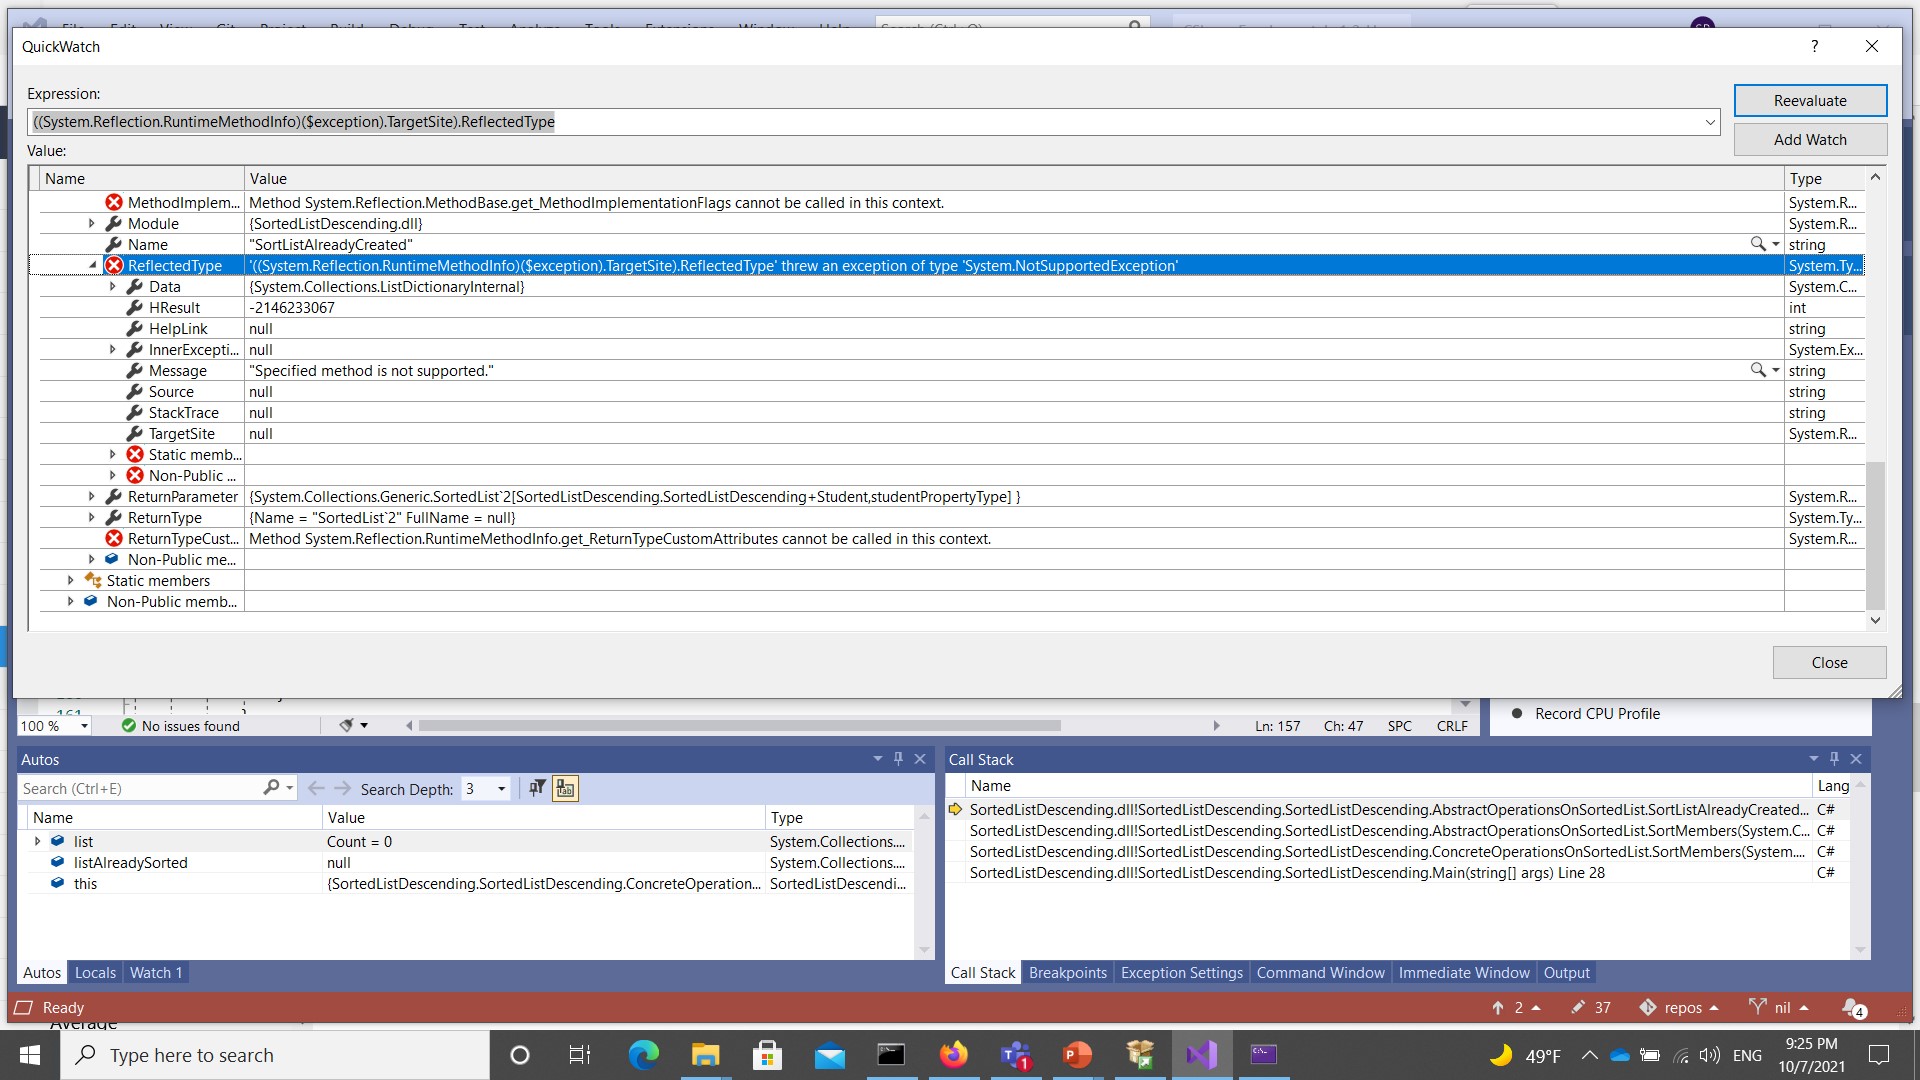 QuickWatch
?
Expression:
((System.Reflection.RuntimeMethodInfo)($exception).TargetSite).ReflectedType
Reevaluate
Add Watch
Value:
Name Value Type
MethodImplem... Method System.Reflection.MethodBase.get_MethodImplementationFlags cannot be called in this context. System.R...
Module {SortedListDescending.dll} System.R...
Name "SortListAlreadyCreated" string
ReflectedType '((System.Reflection.RuntimeMethodInfo)($exception).TargetSite).ReflectedType' threw an exception of type 'System.NotSupportedException' System.Ty...
Data {System.Collections.ListDictionaryInternal} System.C...
HResult -2146233067 int
HelpLink null string
InnerExcepti... null System.Ex...
Message "Specified method is not supported." string
Source null string
StackTrace null string
TargetSite null System.R...
Static memb...
Non-Public ...
ReturnParameter {System.Collections.Generic.SortedList`2[SortedListDescending.SortedListDescending+Student,studentPropertyType] } System.R...
ReturnType {Name = "SortedList`2" FullName = null} System.Ty...
ReturnTypeCust... Method System.Reflection.RuntimeMethodInfo.get_ReturnTypeCustomAttributes cannot be called in this context. System.R...
Non-Public me...
Static members
Non-Public memb...
Close
161
100 % No issues found Ln: 157 Ch: 47 SPC CRLF
Record CPU Profile
Autos
Search (Ctrl+E) Search Depth: 3
Name Value Type
list Count = 0 System.Collections....
listAlreadySorted null System.Collections....
this {SortedListDescending.SortedListDescending.ConcreteOperation... SortedListDescendi...
Autos Locals Watch 1
Call Stack
Name Lang
SortedListDescending.dll!SortedListDescending.SortedListDescending.AbstractOperationsOnSortedList.SortListAlreadyCreated... C#
SortedListDescending.dll!SortedListDescending.SortedListDescending.AbstractOperationsOnSortedList.SortMembers(System.C... C#
SortedListDescending.dll!SortedListDescending.SortedListDescending.ConcreteOperationsOnSortedList.SortMembers(System.... C#
SortedListDescending.dll!SortedListDescending.SortedListDescending.Main(string[] args) Line 28 C#
Call Stack Breakpoints Exception Settings Command Window Immediate Window Output
Ready 2 37 repos nil 4
Average
Type here to search
1
49°F ENG
9:25 PM
10/7/2021